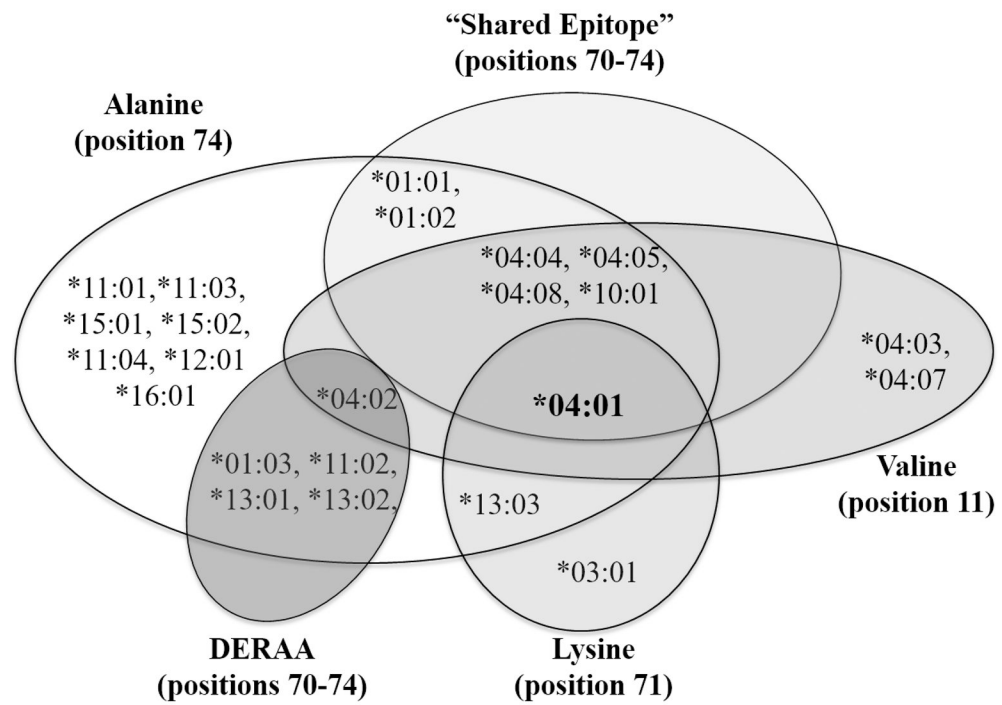 “Shared Epitope”
(positions 70-74)
Alanine
(position 74)
*01:01,
*01:02
*04:04, *04:05,
*04:08, *10:01
*11:01,*11:03,
*15:01, *15:02,
*11:04, *12:01
*16:01
*04:03,
*04:07
*04:02
*04:01
*01:03, *11:02,
*13:01, *13:02,
*13:03
Valine
(position 11)
*03:01
DERAA
(positions 70-74)
Lysine
(position 71)